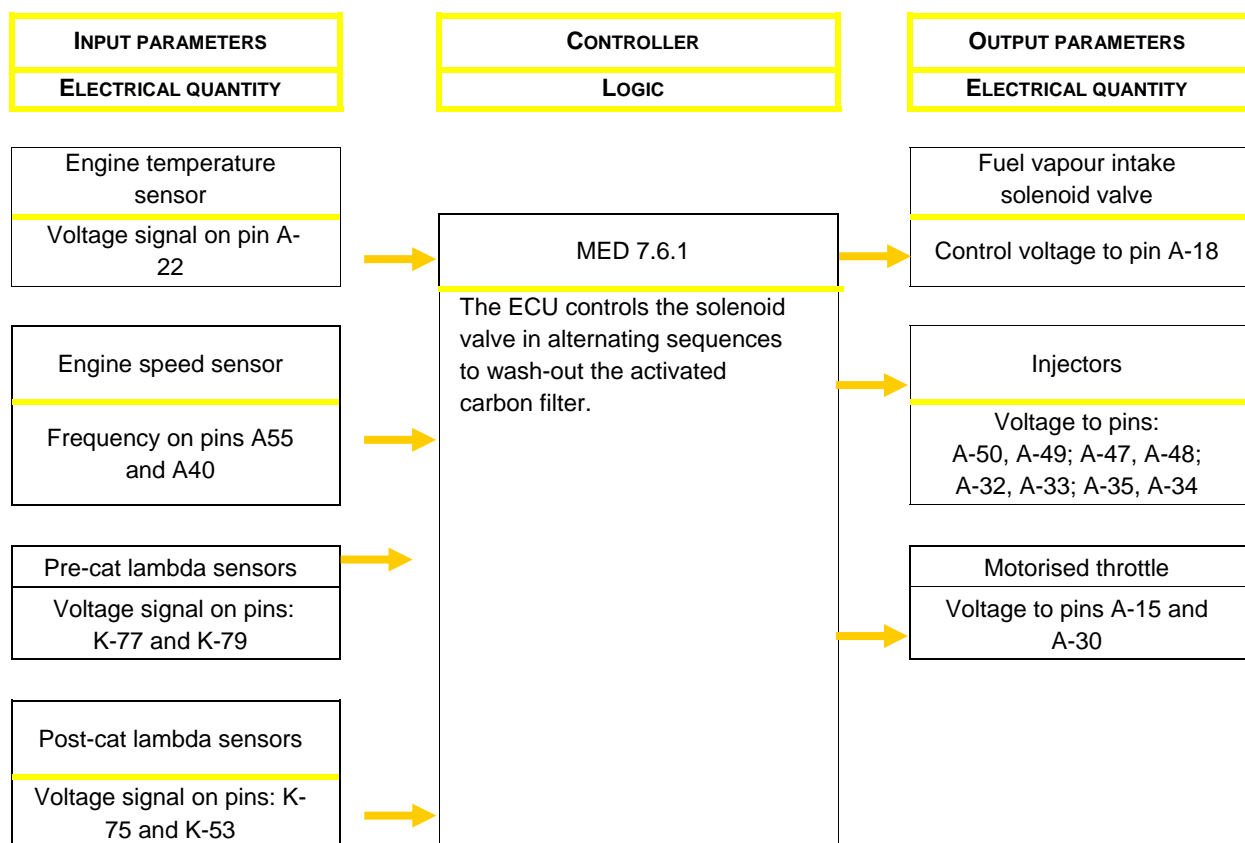 INPUT PARAMETERS
ELECTRICAL QUANTITY
Engine temperature
sensor
Voltage signal on pin A-
22
Engine speed sensor
Frequency on pins A55
and A40
Pre-cat lambda sensors
Voltage signal on pins:
K-77 and K-79
Post-cat lambda sensors
Voltage signal on pins: K-
75 and K-53
CONTROLLER
LOGIC
MED 7.6.1
The ECU controls the solenoid
valve in alternating sequences
to wash-out the activated
carbon filter.
OUTPUT PARAMETERS
ELECTRICAL QUANTITY
Fuel vapour intake
solenoid valve
Control voltage to pin A-18
Injectors
Voltage to pins:
A-50, A-49; A-47, A-48;
A-32, A-33; A-35, A-34
Motorised throttle
Voltage to pins A-15 and
A-30